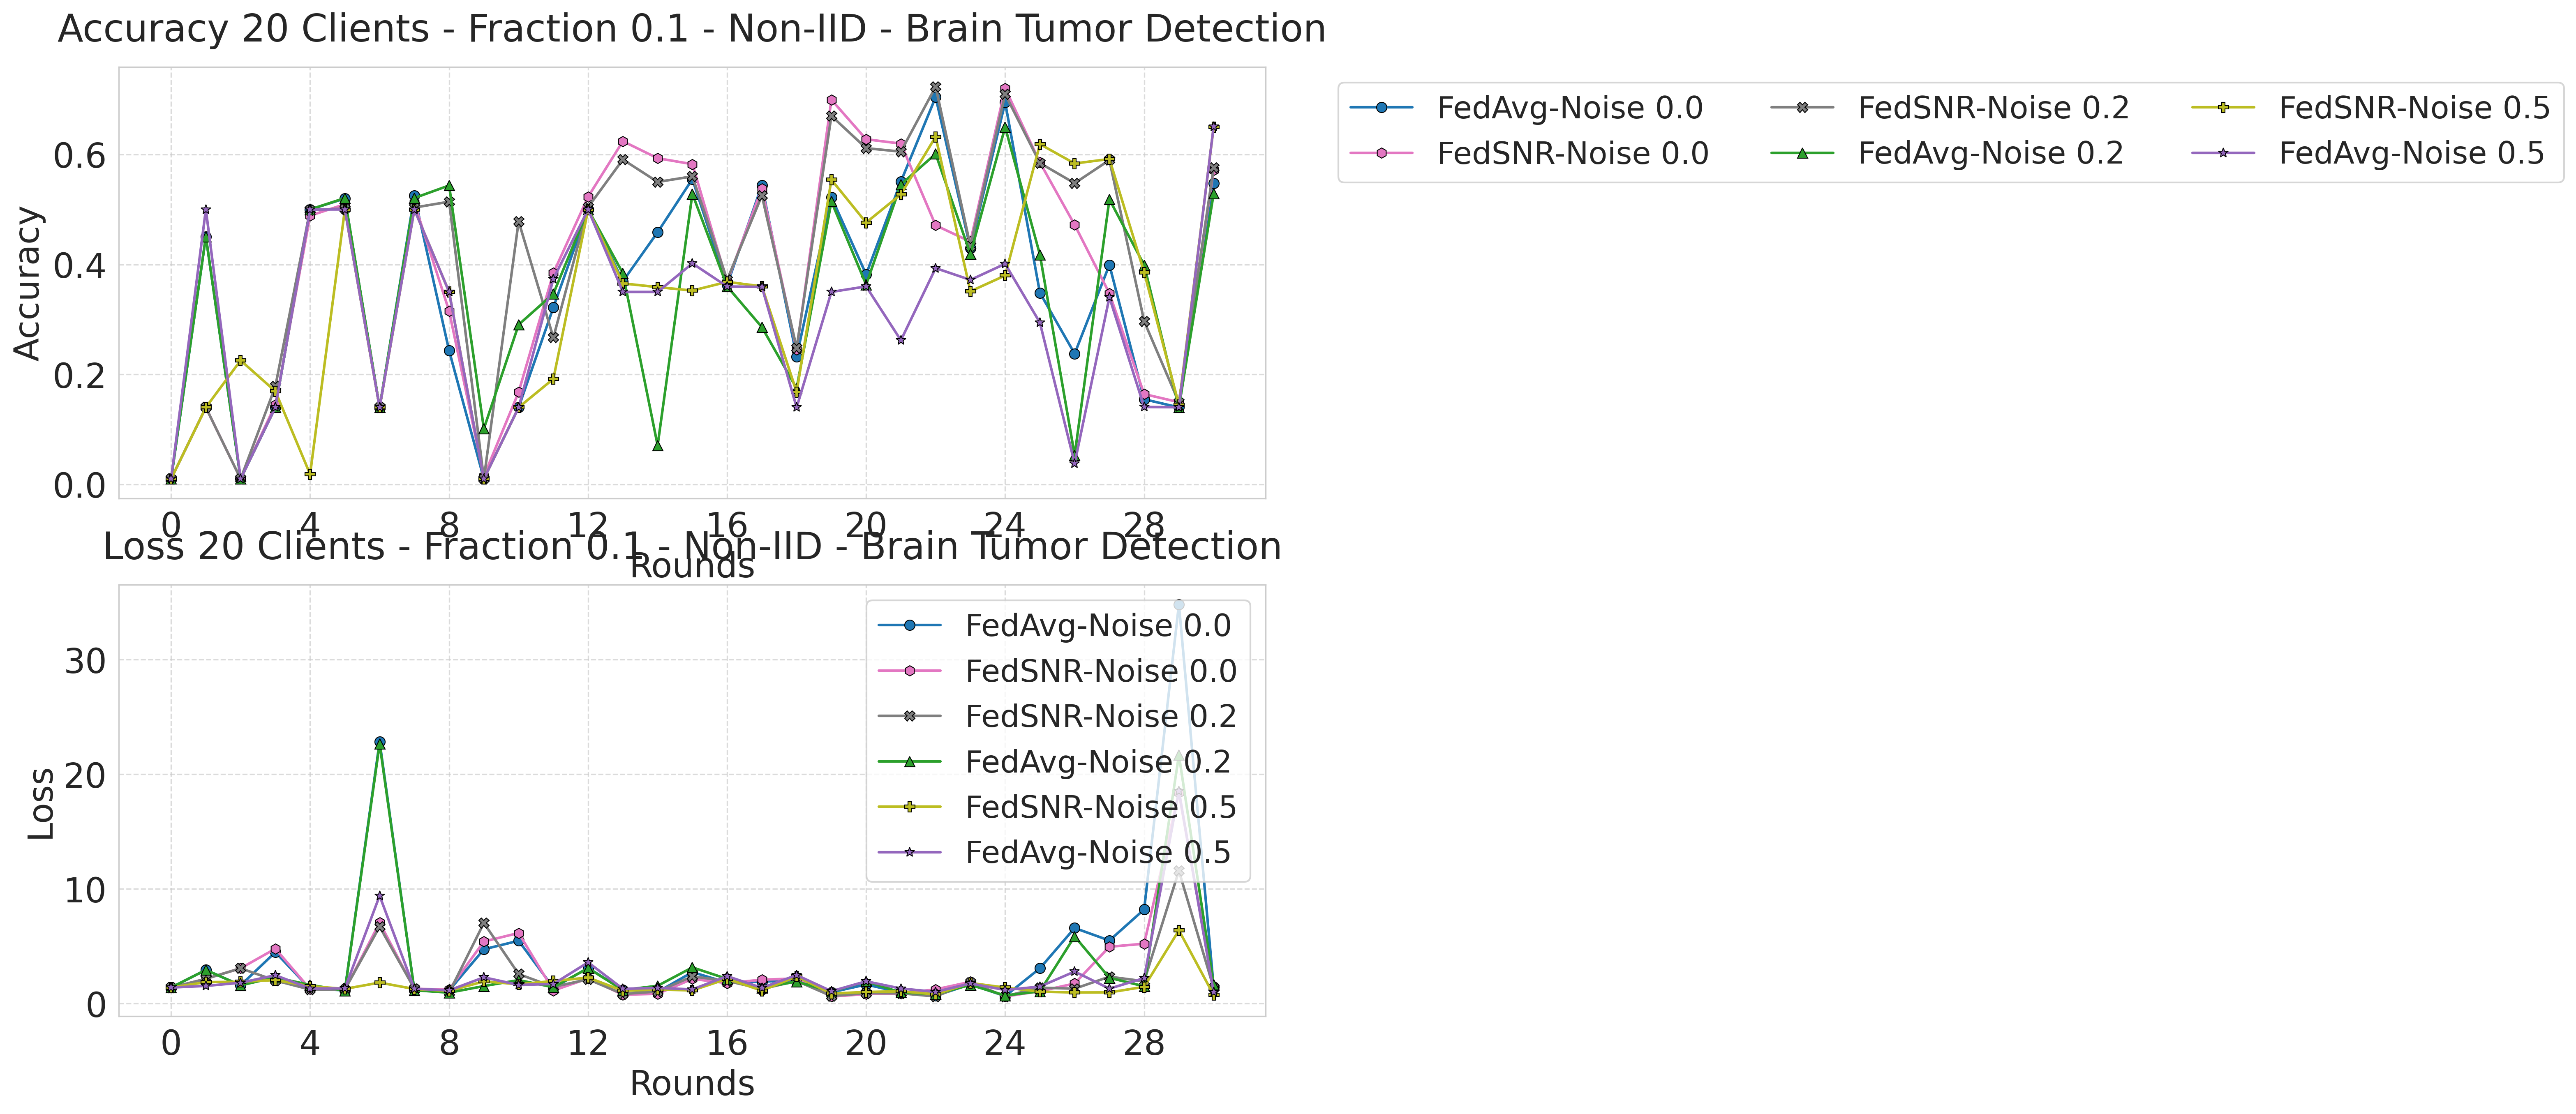 Accuracy 20 Clients - Fraction 0.1 - Non-IID - Brain Tumor Detection
FedAvg-Noise 0.0
FedSNR-Noise 0.0
FedSNR-Noise 0.2
FedAvg-Noise 0.2
FedSNR-Noise 0.5
FedAvg-Noise 0.5
Accuracy
0.6
0.4
0.2
0.0
0 4 8 12 16 20 24 28
Rounds
Loss 20 Clients - Fraction 0.1 - Non-IID - Brain Tumor Detection
FedAvg-Noise 0.0
FedSNR-Noise 0.0
FedSNR-Noise 0.2
FedAvg-Noise 0.2
FedSNR-Noise 0.5
FedAvg-Noise 0.5
Loss
30
20
10
0
0 4 8 12 16 20 24 28
Rounds